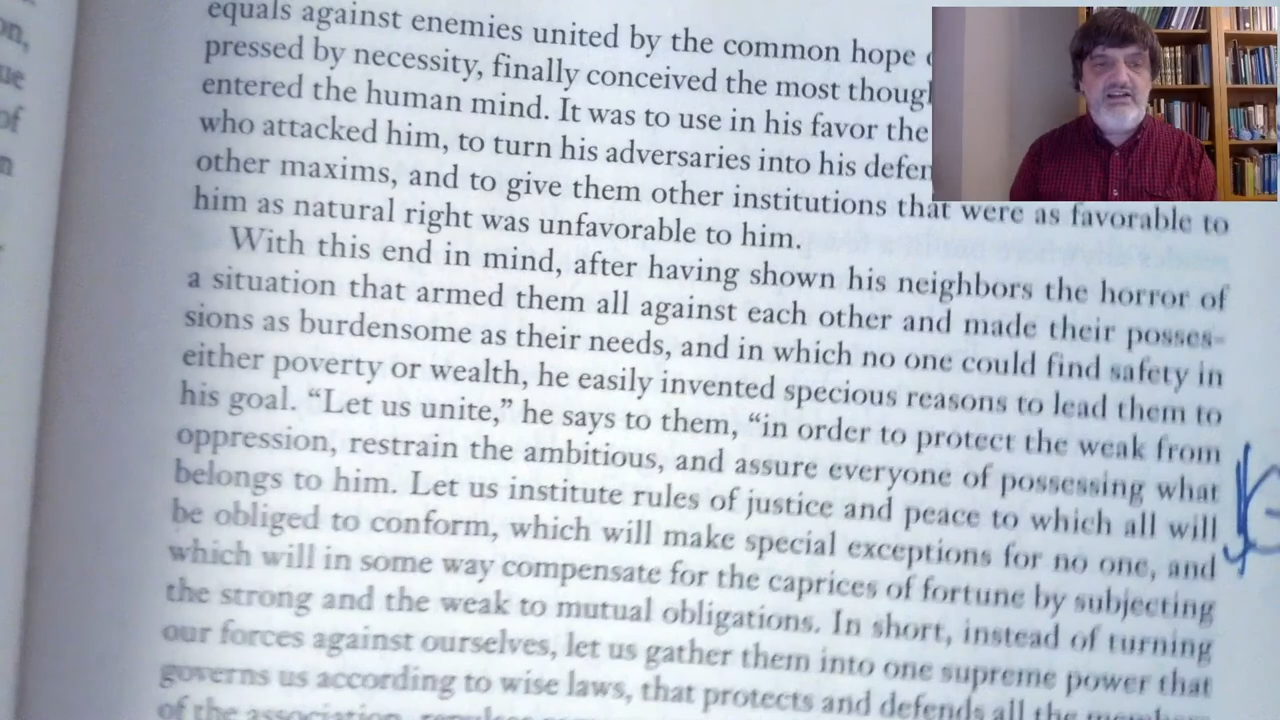 on,
ue
of
n
equals against enemies united by the common hope
pressed by necessity, finally conceived the most
entered the human mind. It was to use in his favor the
who attacked him, to turn his adversaries into his
other maxims, and to give them other institutions that were as favorable to
him as natural right was unfavorable to him.
With this end in mind, after having shown his neighbors the horror of
a situation that armed them all against each other and made their posses-
sions as burdensome as their needs, and in which no one could find safety in
either poverty or wealth, he easily invented specious reasons to lead them to
his goal. “Let us unite,” he says to them, “in order to protect the weak from
oppression, restrain the ambitious, and assure everyone of possessing what
belongs to him. Let us institute rules of justice and peace to which all will
be obliged to conform, which will make special exceptions for no one, and
which will in some way compensate for the caprices of fortune by subjecting
the strong and the weak to mutual obligations. In short, instead of turning
our forces against ourselves, let us gather them into one supreme power that
governs us according to wise laws, that protects and defends all the
of the association,